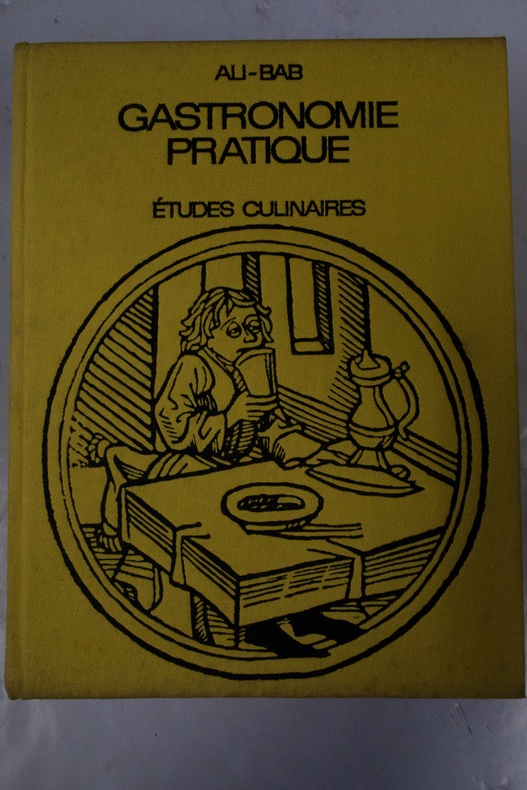 ALI-BAB
GASTRONOMIE
PRATIQUE
ÉTUDES CULINAIRES